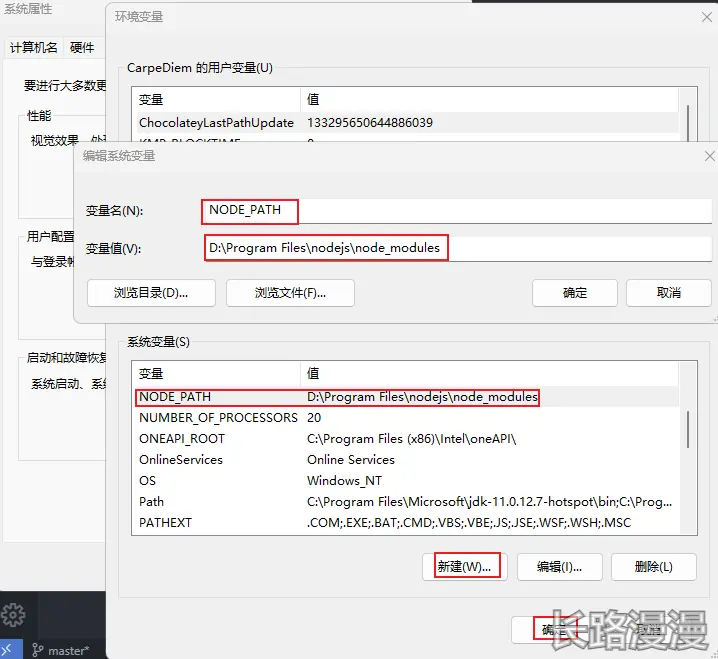 系统属性
环境变量
计算机名
硬件
要进行大多数更
性能
视觉效果,
CarpeDiem 的用户变量(U)
变量
值
ChocolateyLastPathUpdate
133295650644886039
编辑系统变量
变量名(N):
NODE_PATH
变量值(V):
D:\Program Files\nodejs\node_modules
浏览目录(D)...
浏览文件(F)...
确定
取消
用户配置
与登录帐
启动和故障恢复
系统启动、系统
系统变量(S)
变量
值
NODE_PATH
D:\Program Files\nodejs\node_modules
NUMBER_OF_PROCESSORS
20
ONEAPI_ROOT
C:\Program Files (x86)\Intel\oneAPI\
OnlineServices
Online Services
OS
Windows_NT
Path
C:\Program Files\Microsoft\jdk-11.0.12.7-hotspot\bin;C:\Prog...
PATHEXT
.COM;.EXE;.BAT;.CMD;.VBS;.VBE;.JS;.JSE;.WSF;.WSH;.MSC
新建(W)...
编辑(I)...
删除(L)
确定
取消
长路漫漫
master*